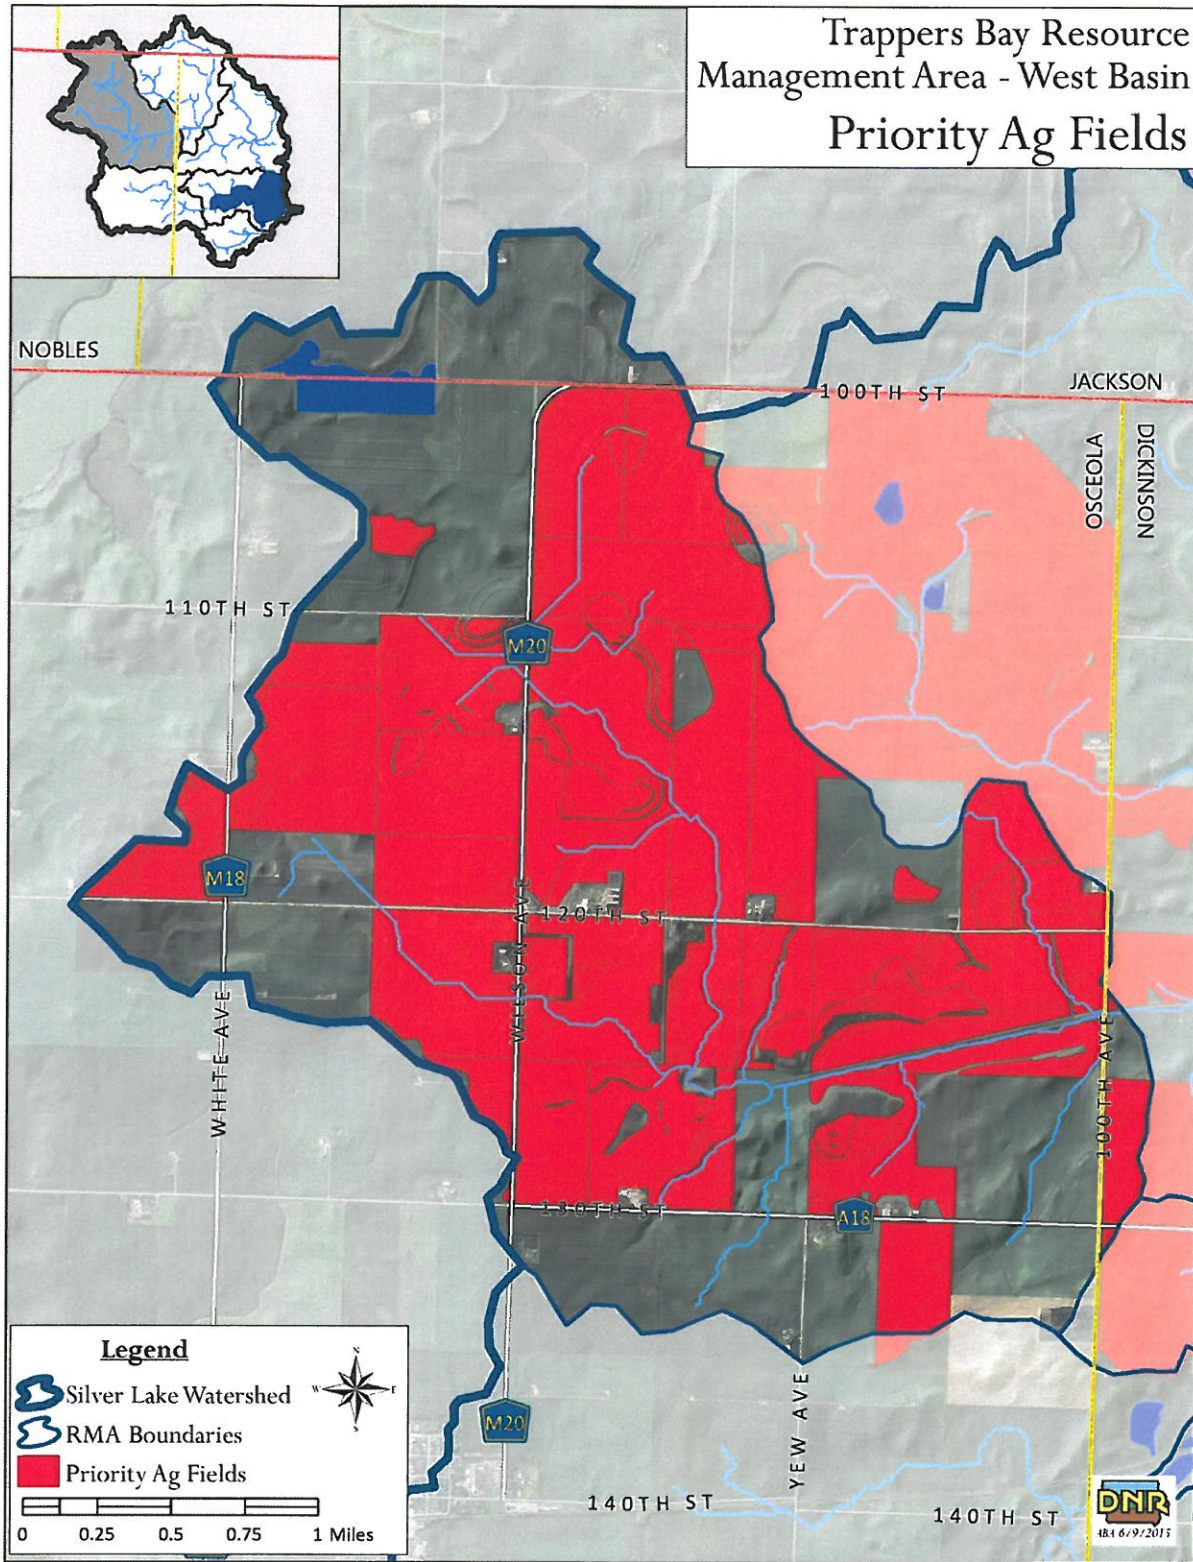 Trappers Bay Resource
Management Area - West Basin
Priority Ag Fields
NOBLES
100TH ST
JACKSON
OSCEOLA
DICKINSON
110TH ST
M20
M18
120TH ST
WILSON AVE
WHITE AVE
100TH AVE
130TH ST
A18
Legend
Silver Lake Watershed
RMA Boundaries
Priority Ag Fields
0 0.25 0.5 0.75 1 Miles
N
W E
S
M20
YEW AVE
140TH ST
140TH ST
DNR
ABA 6/9/2015